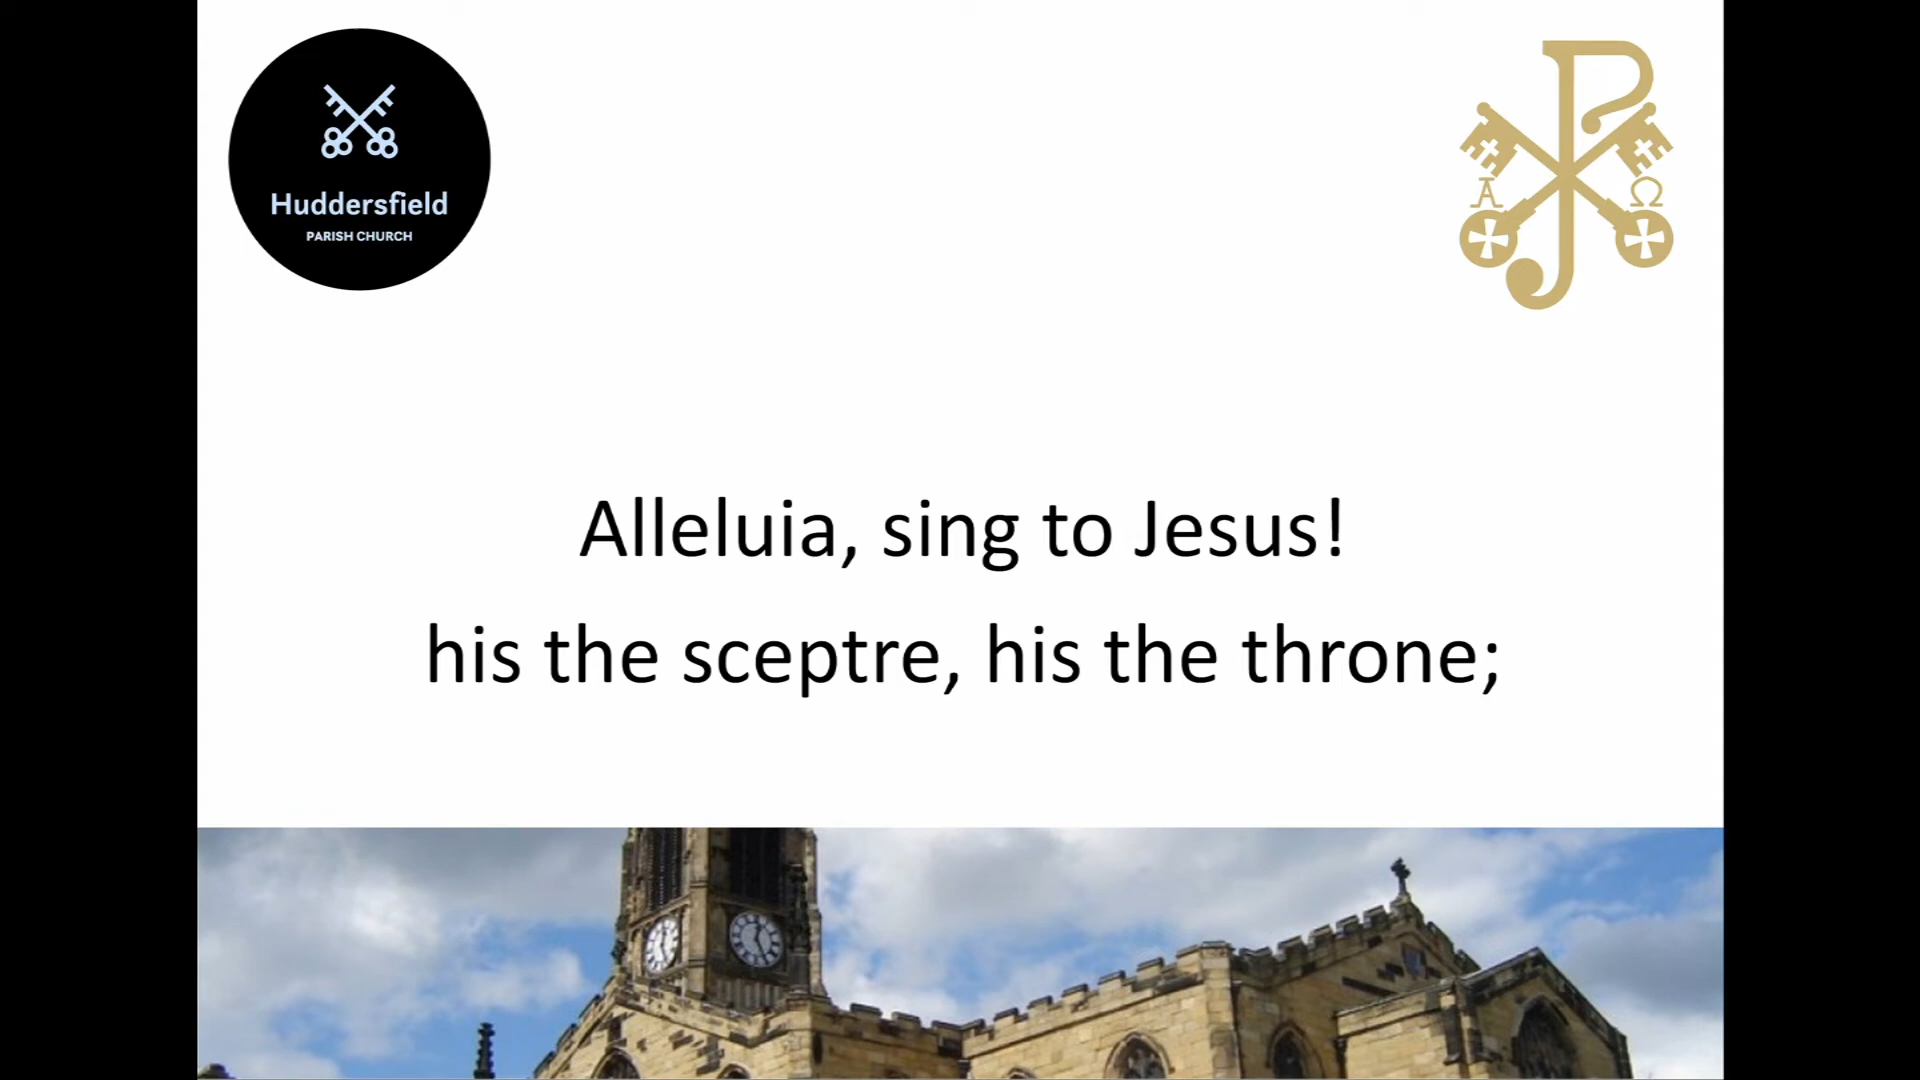 Huddersfield
PARISH CHURCH
Α Ω
Alleluia, sing to Jesus!
his the sceptre, his the throne;